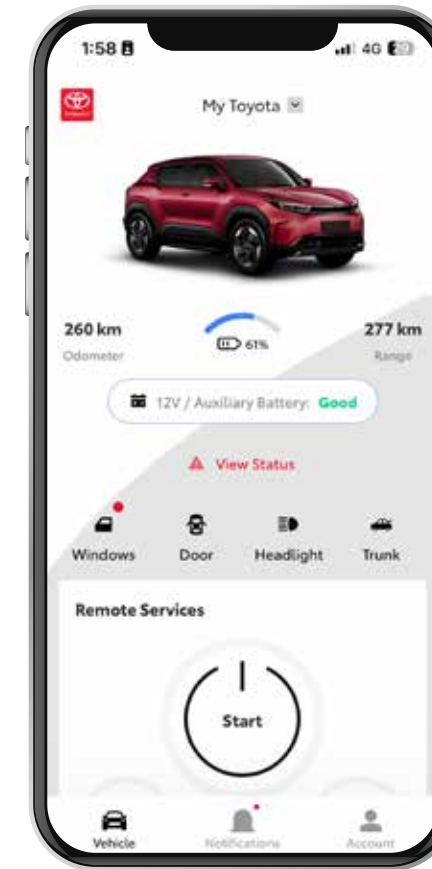 1:58 4G
My Toyota
260 km 61% 277 km
Odometer Range
12V / Auxiliary Battery: Good
View Status
Windows Door Headlight Trunk
Remote Services
Start
Vehicle Notifications Account